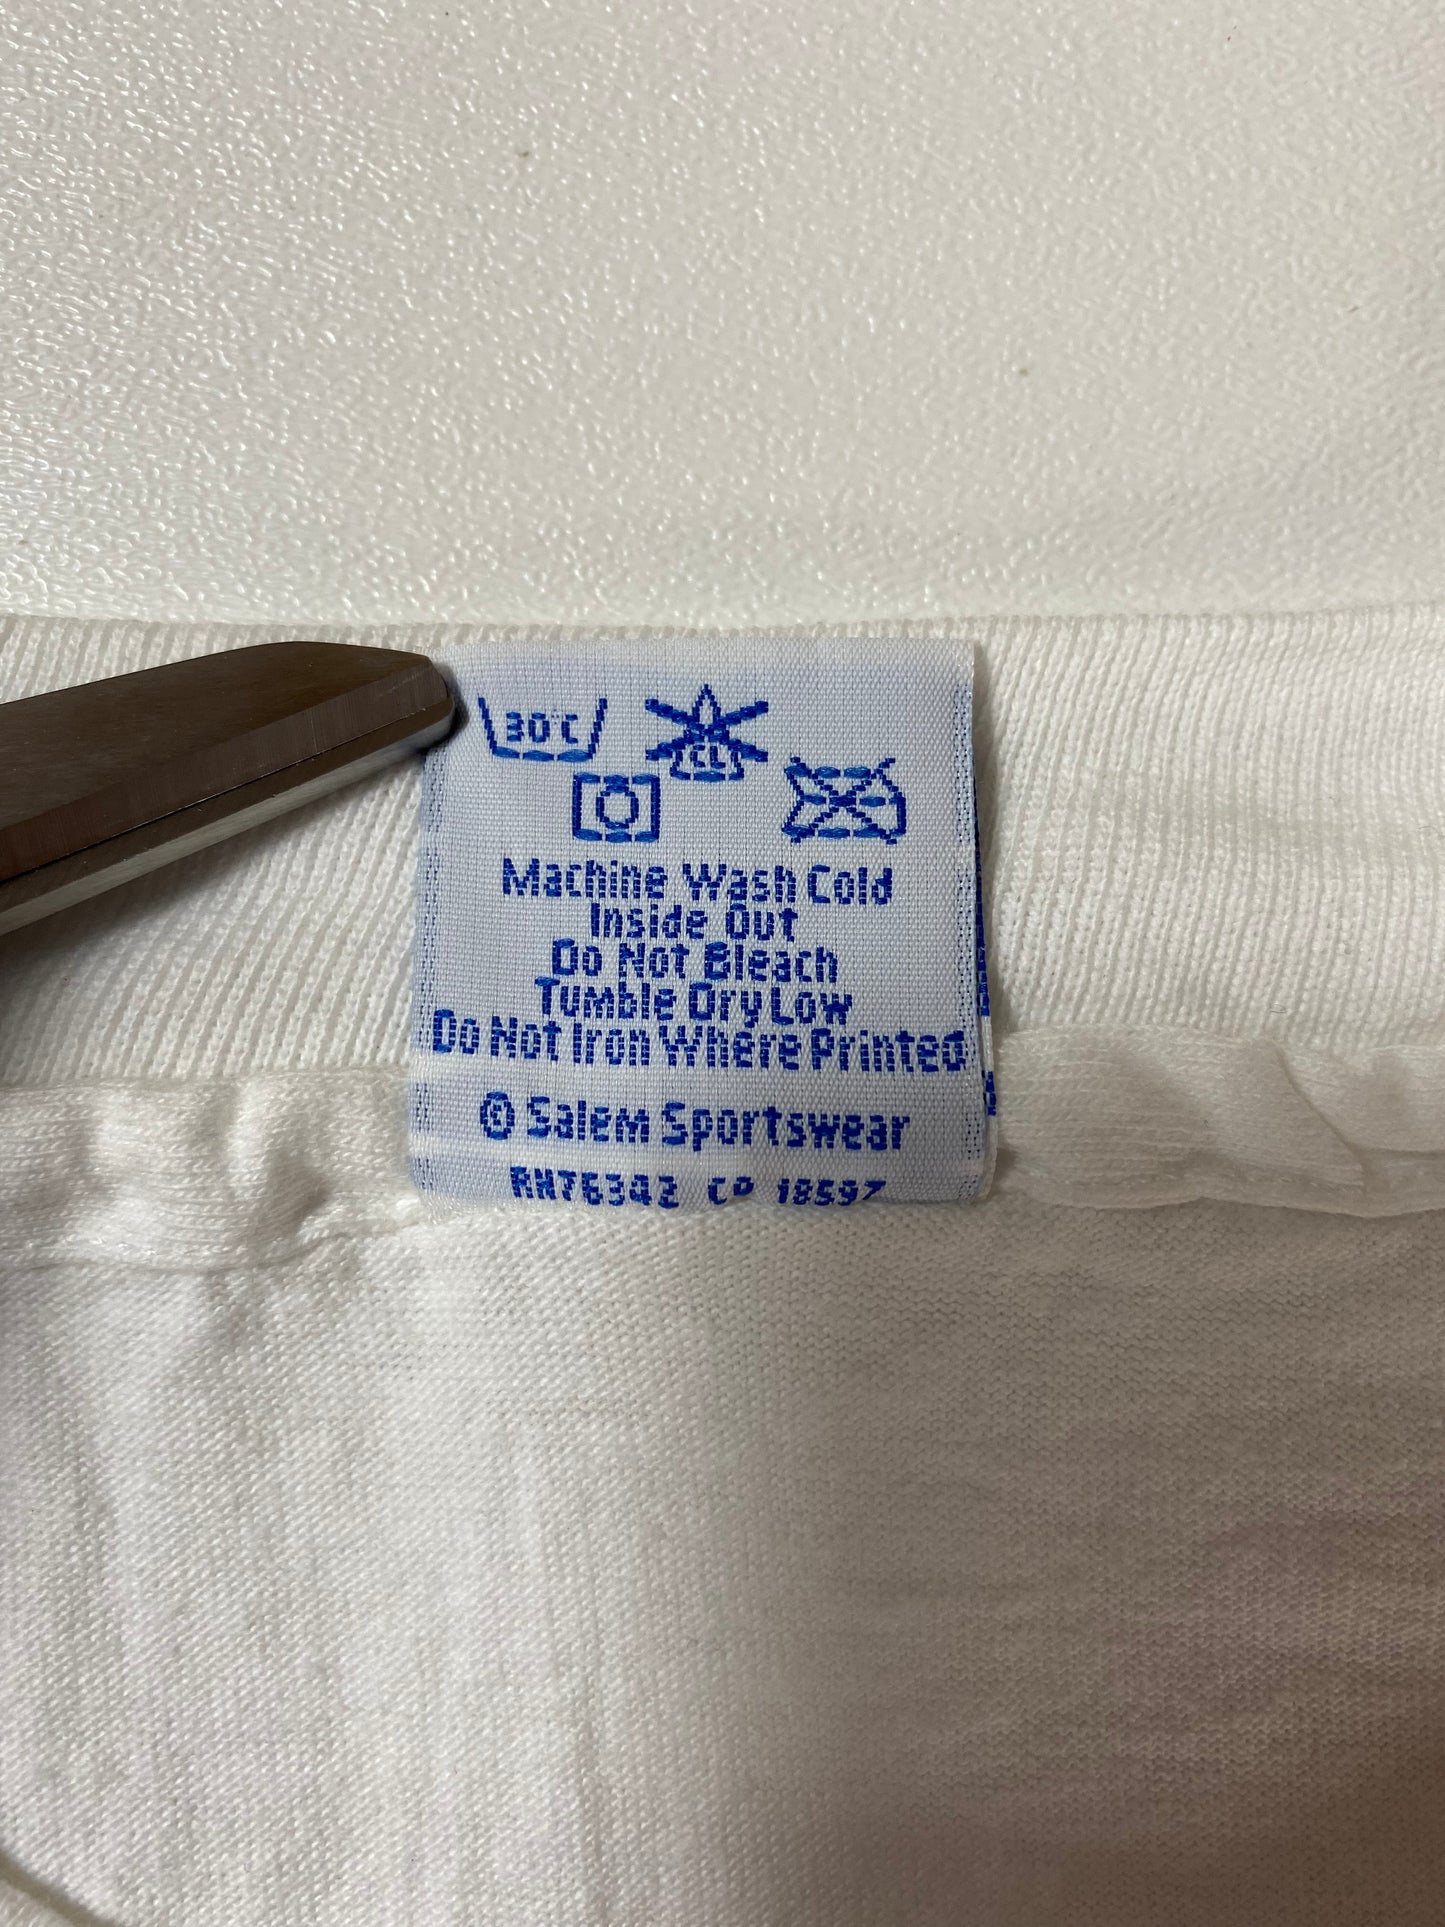 30°C
CL
Machine Wash Cold
Inside Out
Do Not Bleach
Tumble Dry Low
Do Not Iron Where Printed
© Salem Sportswear
RN76342 CA 18597